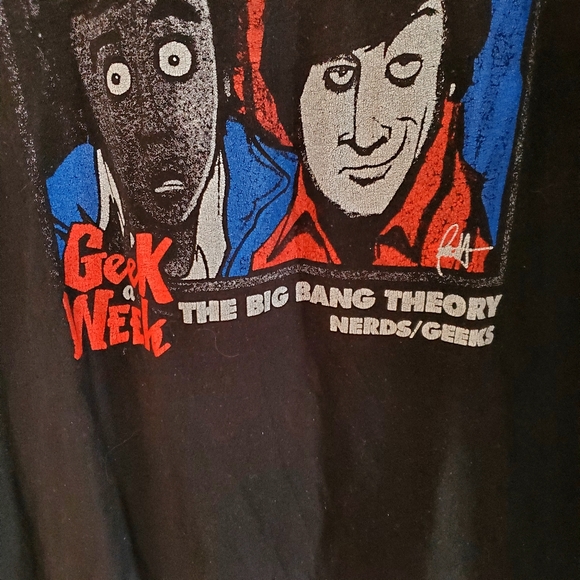 Geek
a
Week
THE BIG BANG THEORY
NERDS/GEEKS